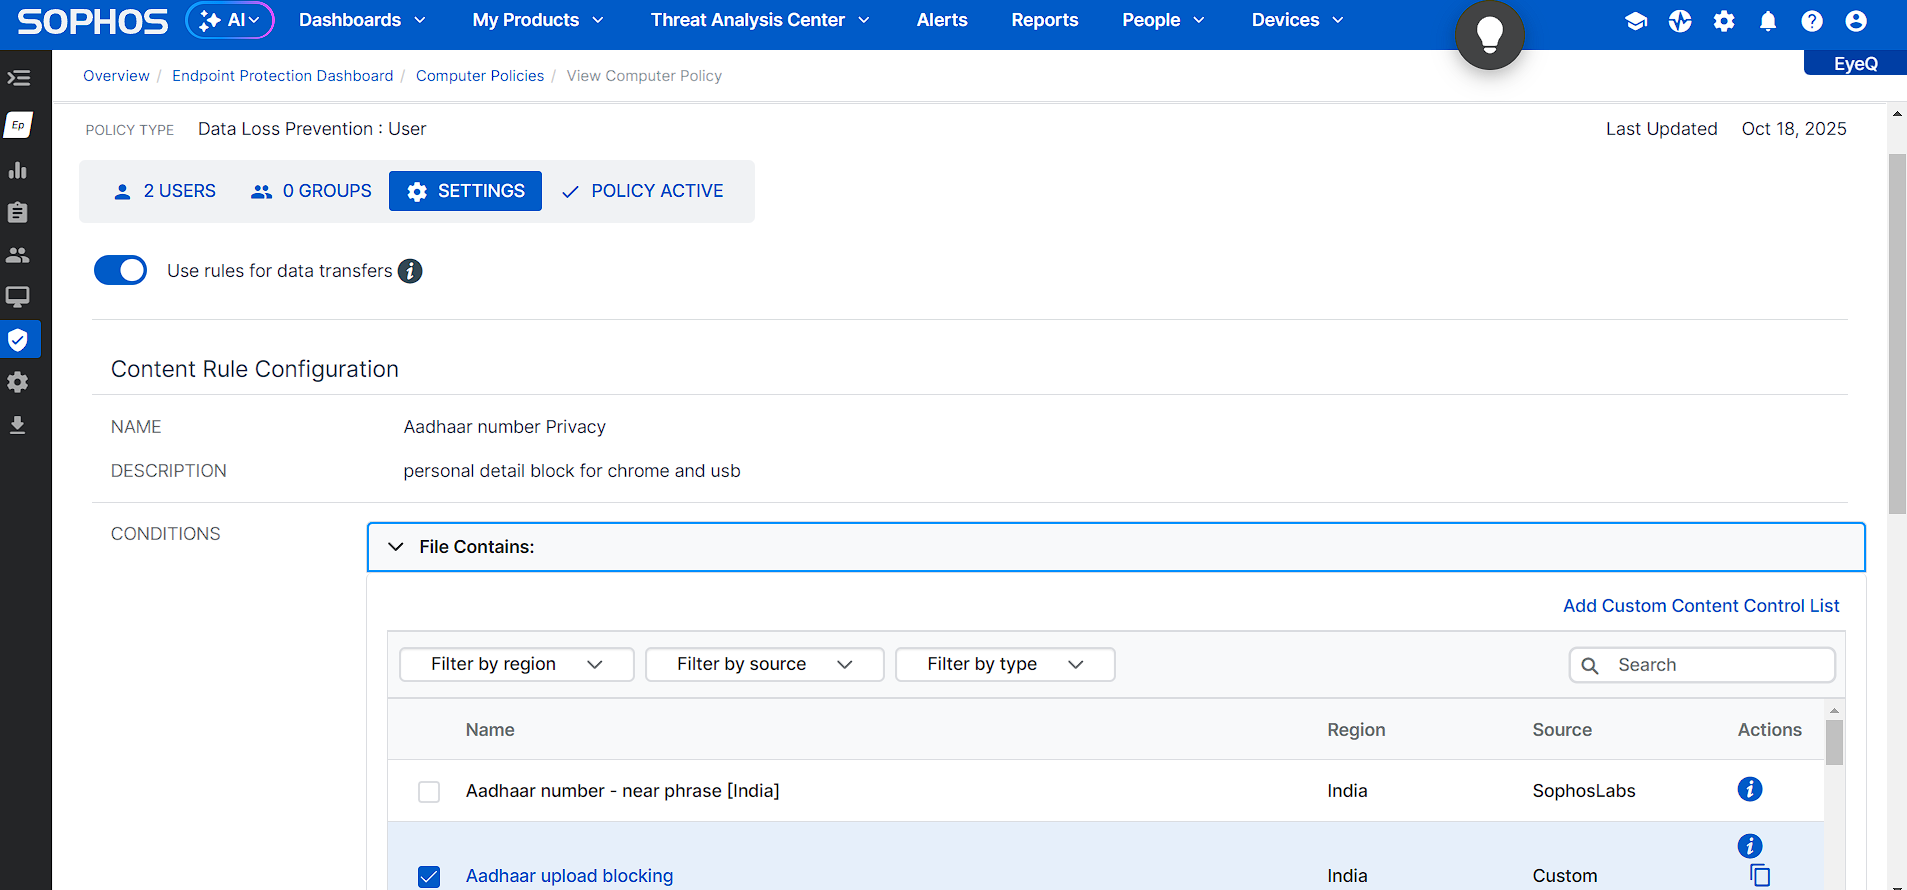 SOPHOS AI Dashboards My Products Threat Analysis Center Alerts Reports People Devices
EyeQ
Overview / Endpoint Protection Dashboard / Computer Policies / View Computer Policy
Ep
POLICY TYPE Data Loss Prevention : User Last Updated Oct 18, 2025
2 USERS 0 GROUPS SETTINGS POLICY ACTIVE
Use rules for data transfers
Content Rule Configuration
NAME Aadhaar number Privacy
DESCRIPTION personal detail block for chrome and usb
CONDITIONS File Contains:
Add Custom Content Control List
Filter by region Filter by source Filter by type Search
Name Region Source Actions
Aadhaar number - near phrase [India] India SophosLabs
Aadhaar upload blocking India Custom